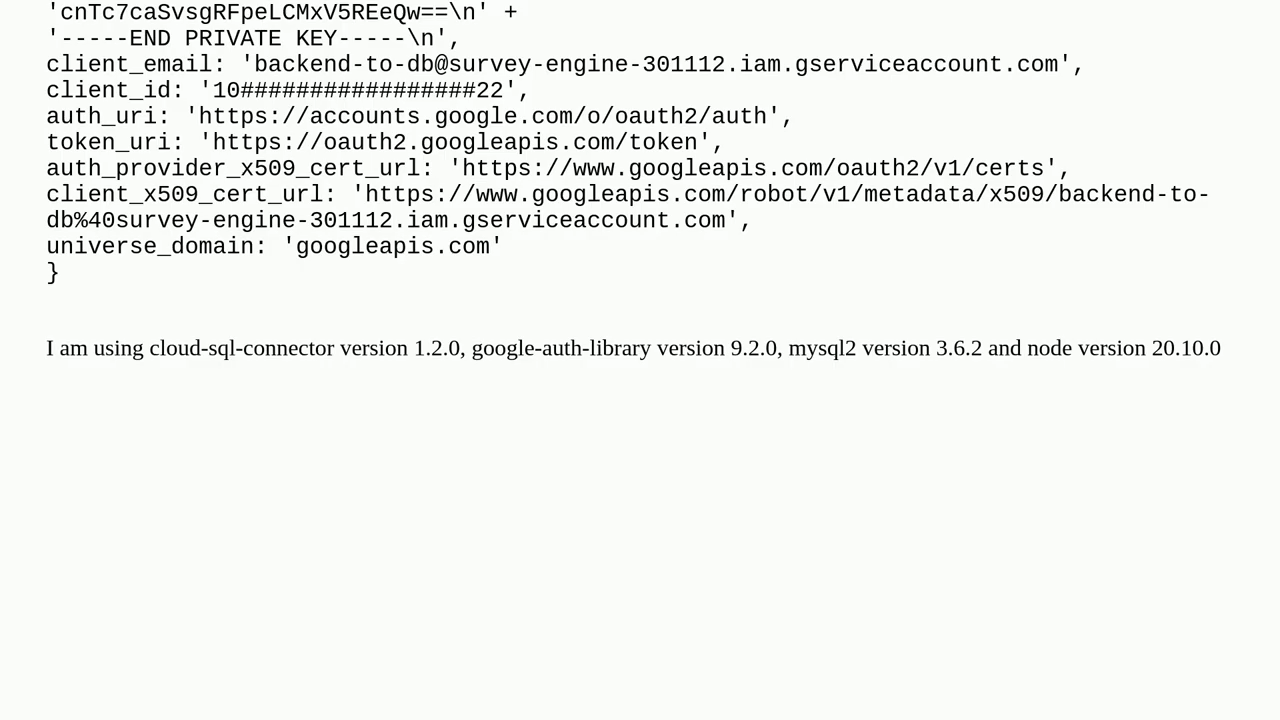 'cnTc7caSvsgRFpeLCMxV5REeQw==\n' +
'-----END PRIVATE KEY-----\n',
client_email: 'backend-to-db@survey-engine-301112.iam.gserviceaccount.com',
client_id: '10#################22',
auth_uri: 'https://accounts.google.com/o/oauth2/auth',
token_uri: 'https://oauth2.googleapis.com/token',
auth_provider_x509_cert_url: 'https://www.googleapis.com/oauth2/v1/certs',
client_x509_cert_url: 'https://www.googleapis.com/robot/v1/metadata/x509/backend-to-
db%40survey-engine-301112.iam.gserviceaccount.com',
universe_domain: 'googleapis.com'
}
I am using cloud-sql-connector version 1.2.0, google-auth-library version 9.2.0, mysql2 version 3.6.2 and node version 20.10.0